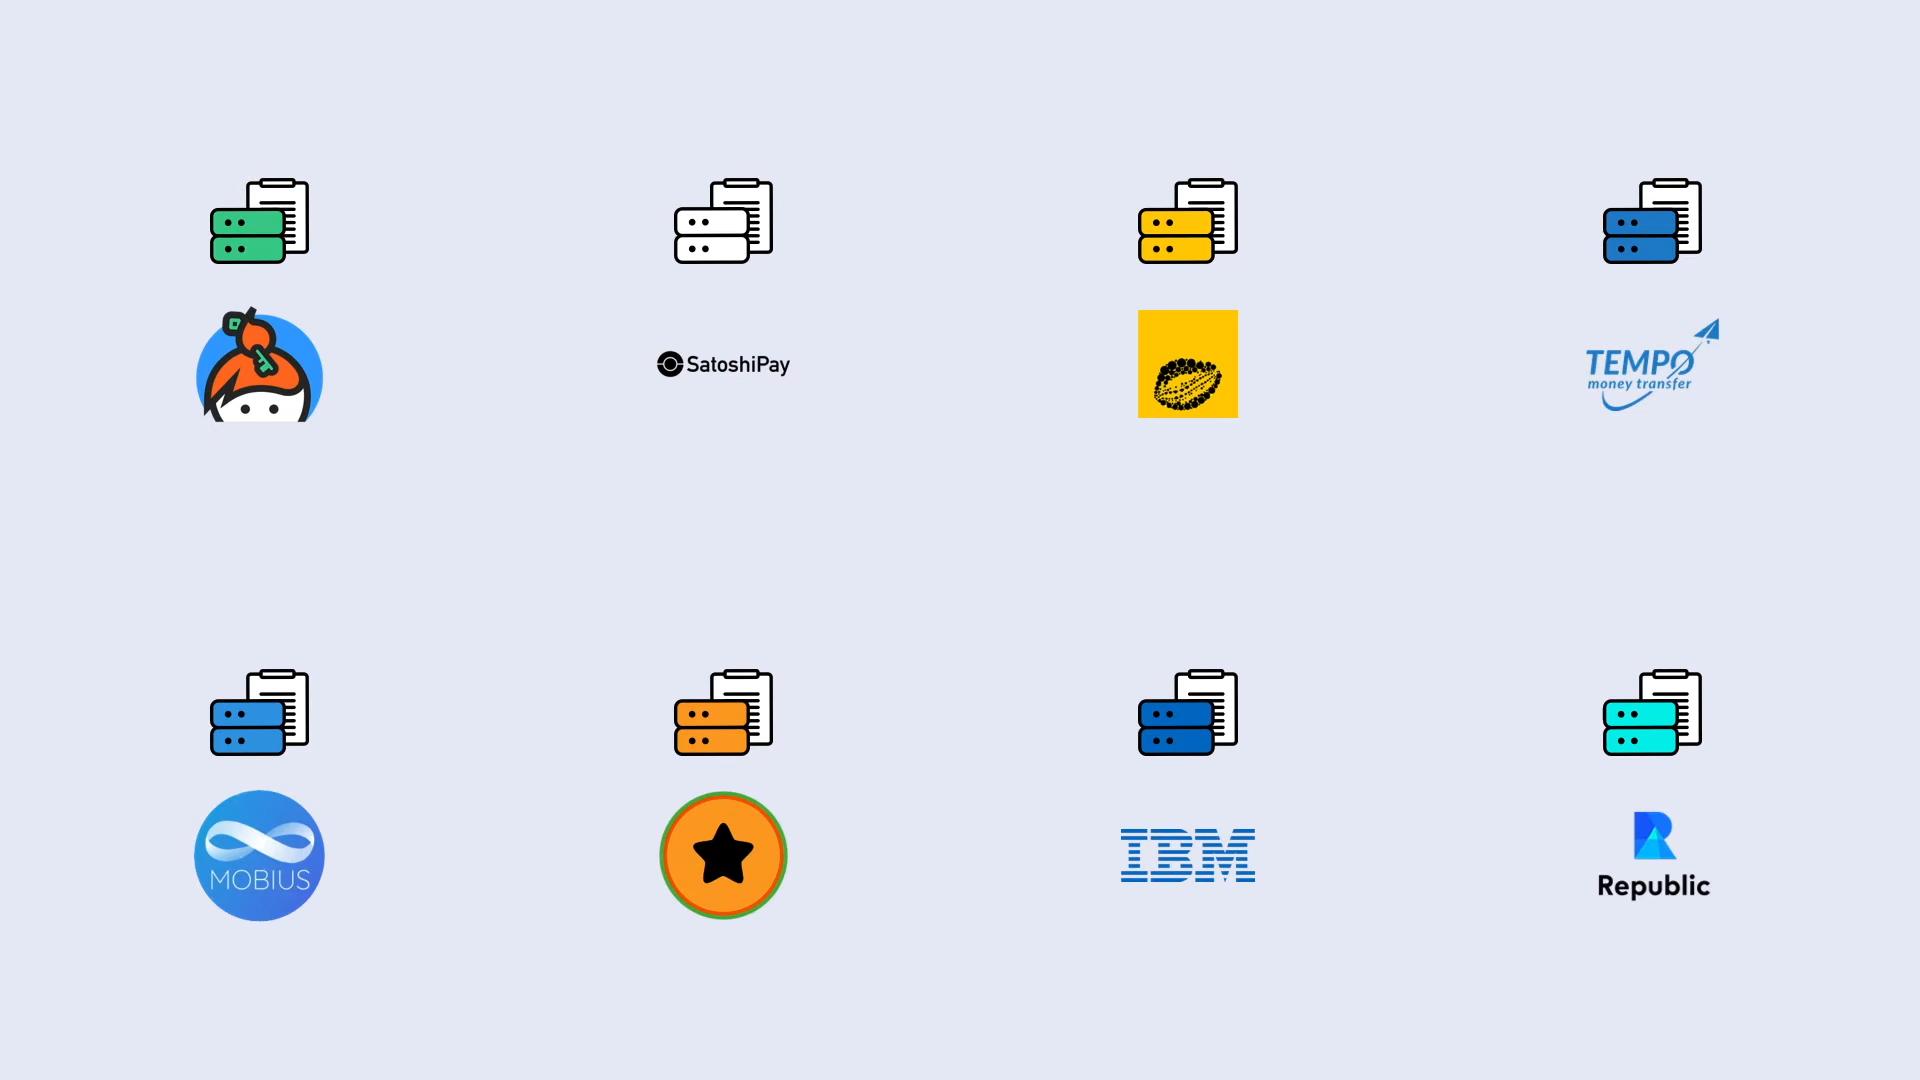 SatoshiPay
TEMPO
money transfer
MOBIUS
IBM
Republic